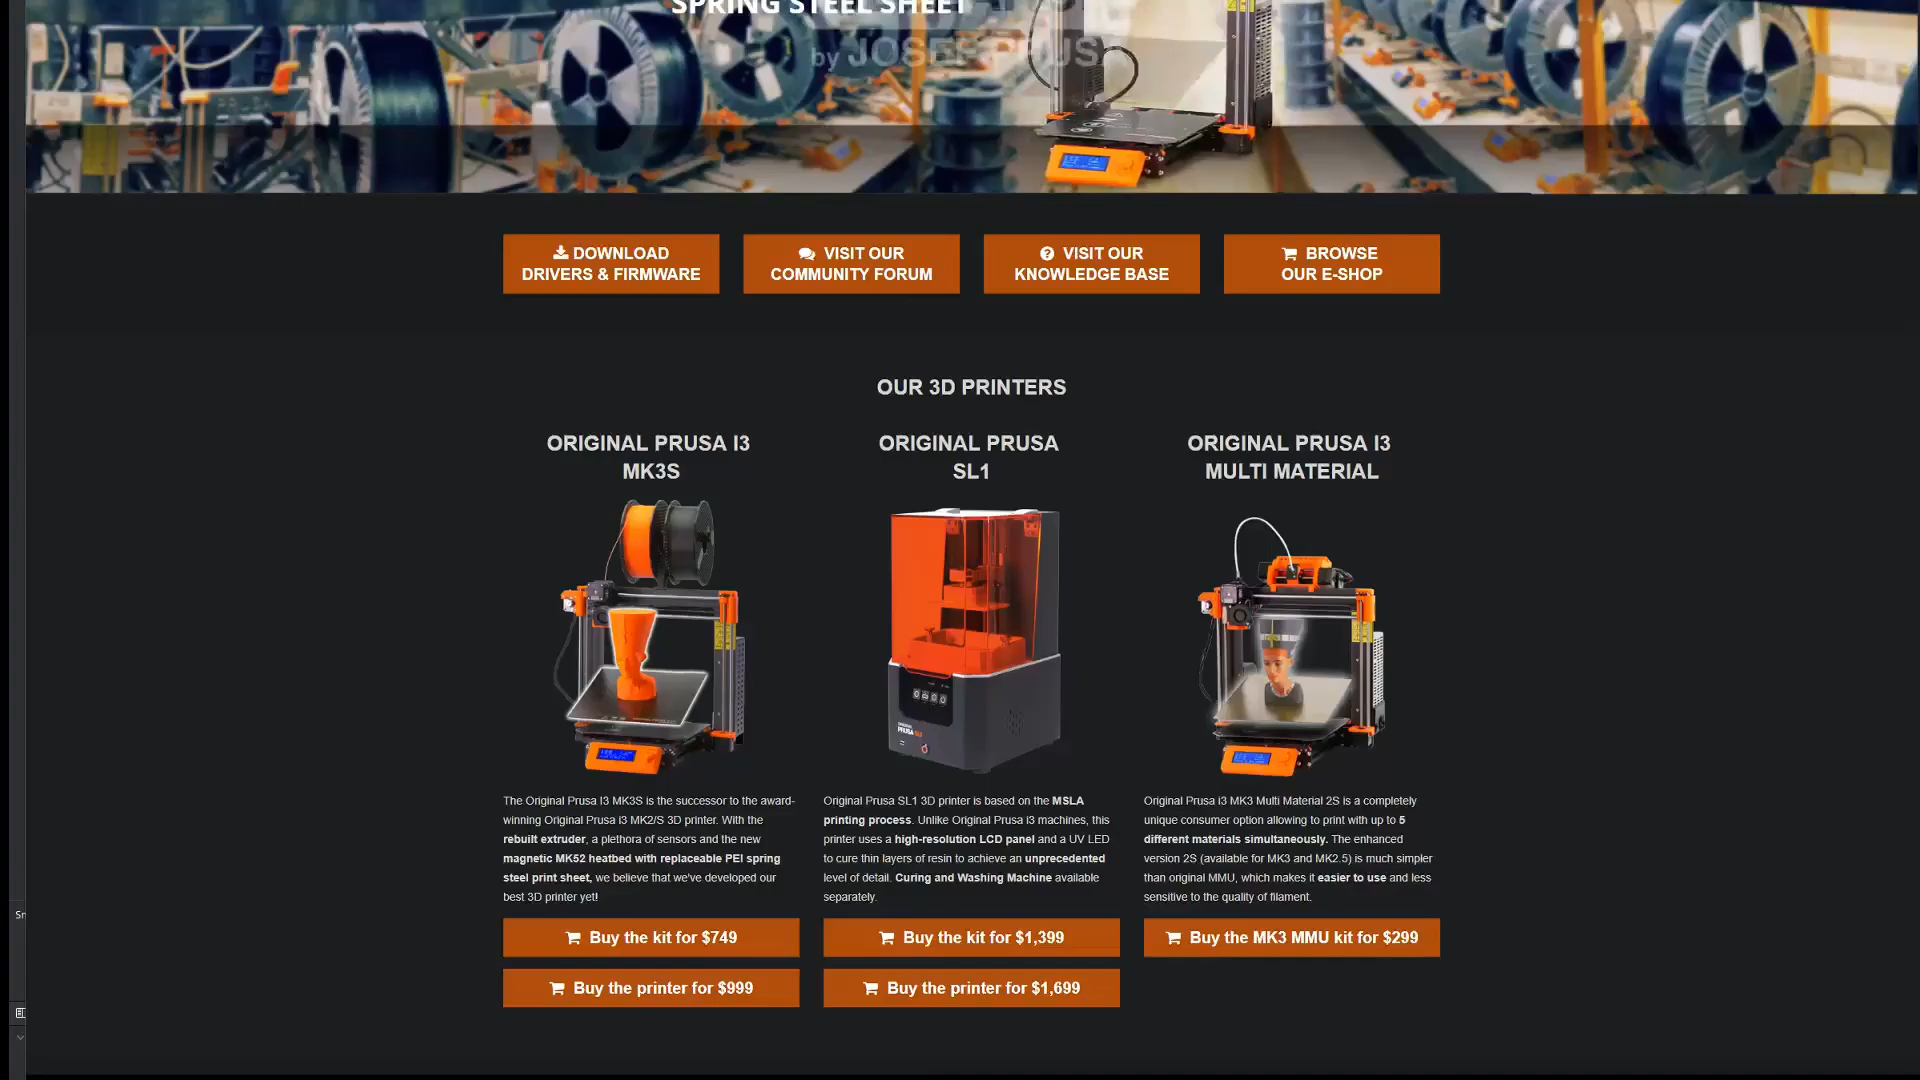 SPRING STEEL SHEET
by JOSEF PRUS
DOWNLOAD
DRIVERS & FIRMWARE
VISIT OUR
COMMUNITY FORUM
VISIT OUR
KNOWLEDGE BASE
BROWSE
OUR E-SHOP
OUR 3D PRINTERS
ORIGINAL PRUSA I3
MK3S
ORIGINAL PRUSA
SL1
ORIGINAL PRUSA I3
MULTI MATERIAL
The Original Prusa I3 MK3S is the successor to the award-
winning Original Prusa i3 MK2/S 3D printer. With the
rebuilt extruder, a plethora of sensors and the new
magnetic MK52 heatbed with replaceable PEI spring
steel print sheet, we believe that we've developed our
best 3D printer yet!
Buy the kit for $749
Buy the printer for $999
Original Prusa SL1 3D printer is based on the MSLA
printing process. Unlike Original Prusa i3 machines, this
printer uses a high-resolution LCD panel and a UV LED
to cure thin layers of resin to achieve an unprecedented
level of detail. Curing and Washing Machine available
separately.
Buy the kit for $1,399
Buy the printer for $1,699
Original Prusa i3 MK3 Multi Material 2S is a completely
unique consumer option allowing to print with up to 5
different materials simultaneously. The enhanced
version 2S (available for MK3 and MK2.5) is much simpler
than original MMU, which makes it easier to use and less
sensitive to the quality of filament.
Buy the MK3 MMU kit for $299
Sn